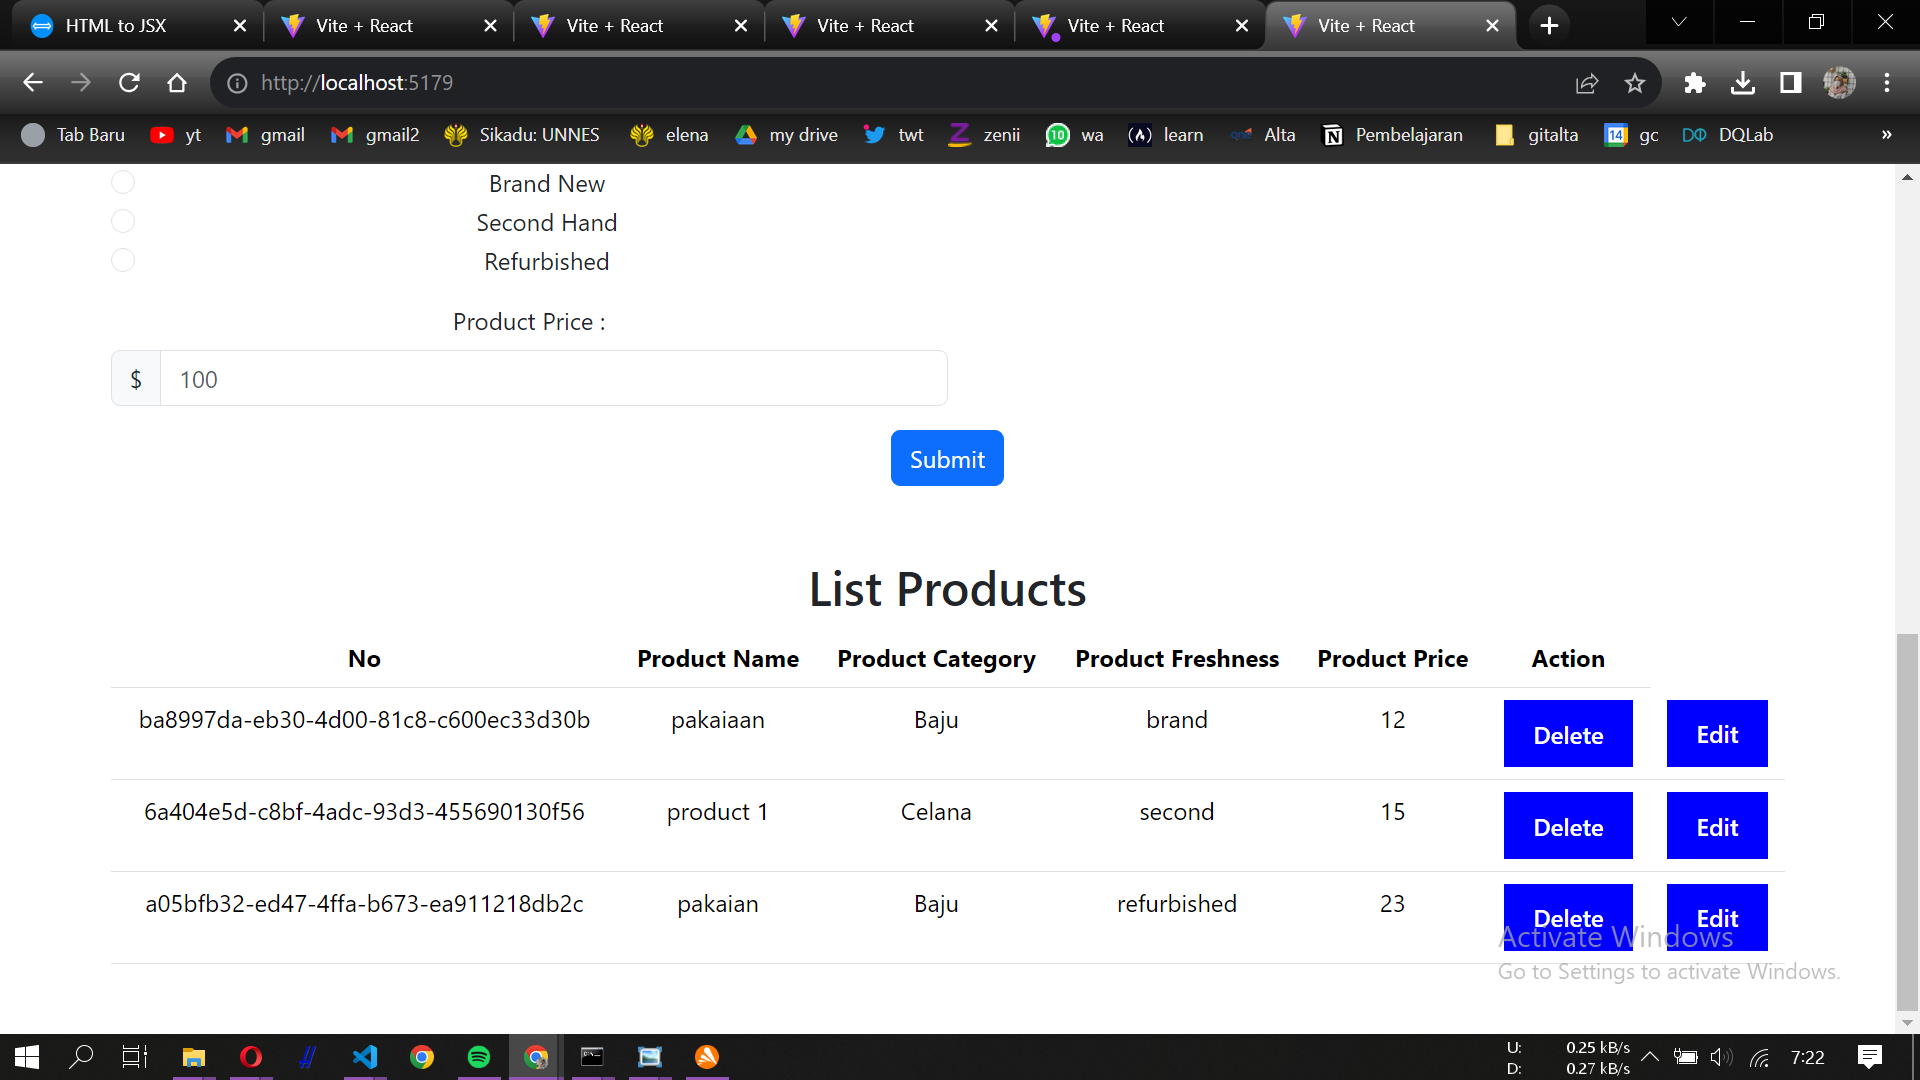 HTML to JSX
Vite + React
Vite + React
Vite + React
Vite + React
Vite + React
http://localhost:5179
Tab Baru
yt
gmail
gmail2
Sikadu: UNNES
elena
my drive
twt
zenii
10
wa
learn
Alta
Pembelajaran
gitalta
14
gc
DQLab
»
Brand New
Second Hand
Refurbished
Product Price :
$ 100
Submit
List Products
No Product Name Product Category Product Freshness Product Price Action
ba8997da-eb30-4d00-81c8-c600ec33d30b pakaiaan Baju brand 12 Delete Edit
6a404e5d-c8bf-4adc-93d3-455690130f56 product 1 Celana second 15 Delete Edit
a05bfb32-ed47-4ffa-b673-ea911218db2c pakaian Baju refurbished 23 Delete Edit
Activate Windows
Go to Settings to activate Windows.
U: 0.25 kB/s
D: 0.27 kB/s
7:22